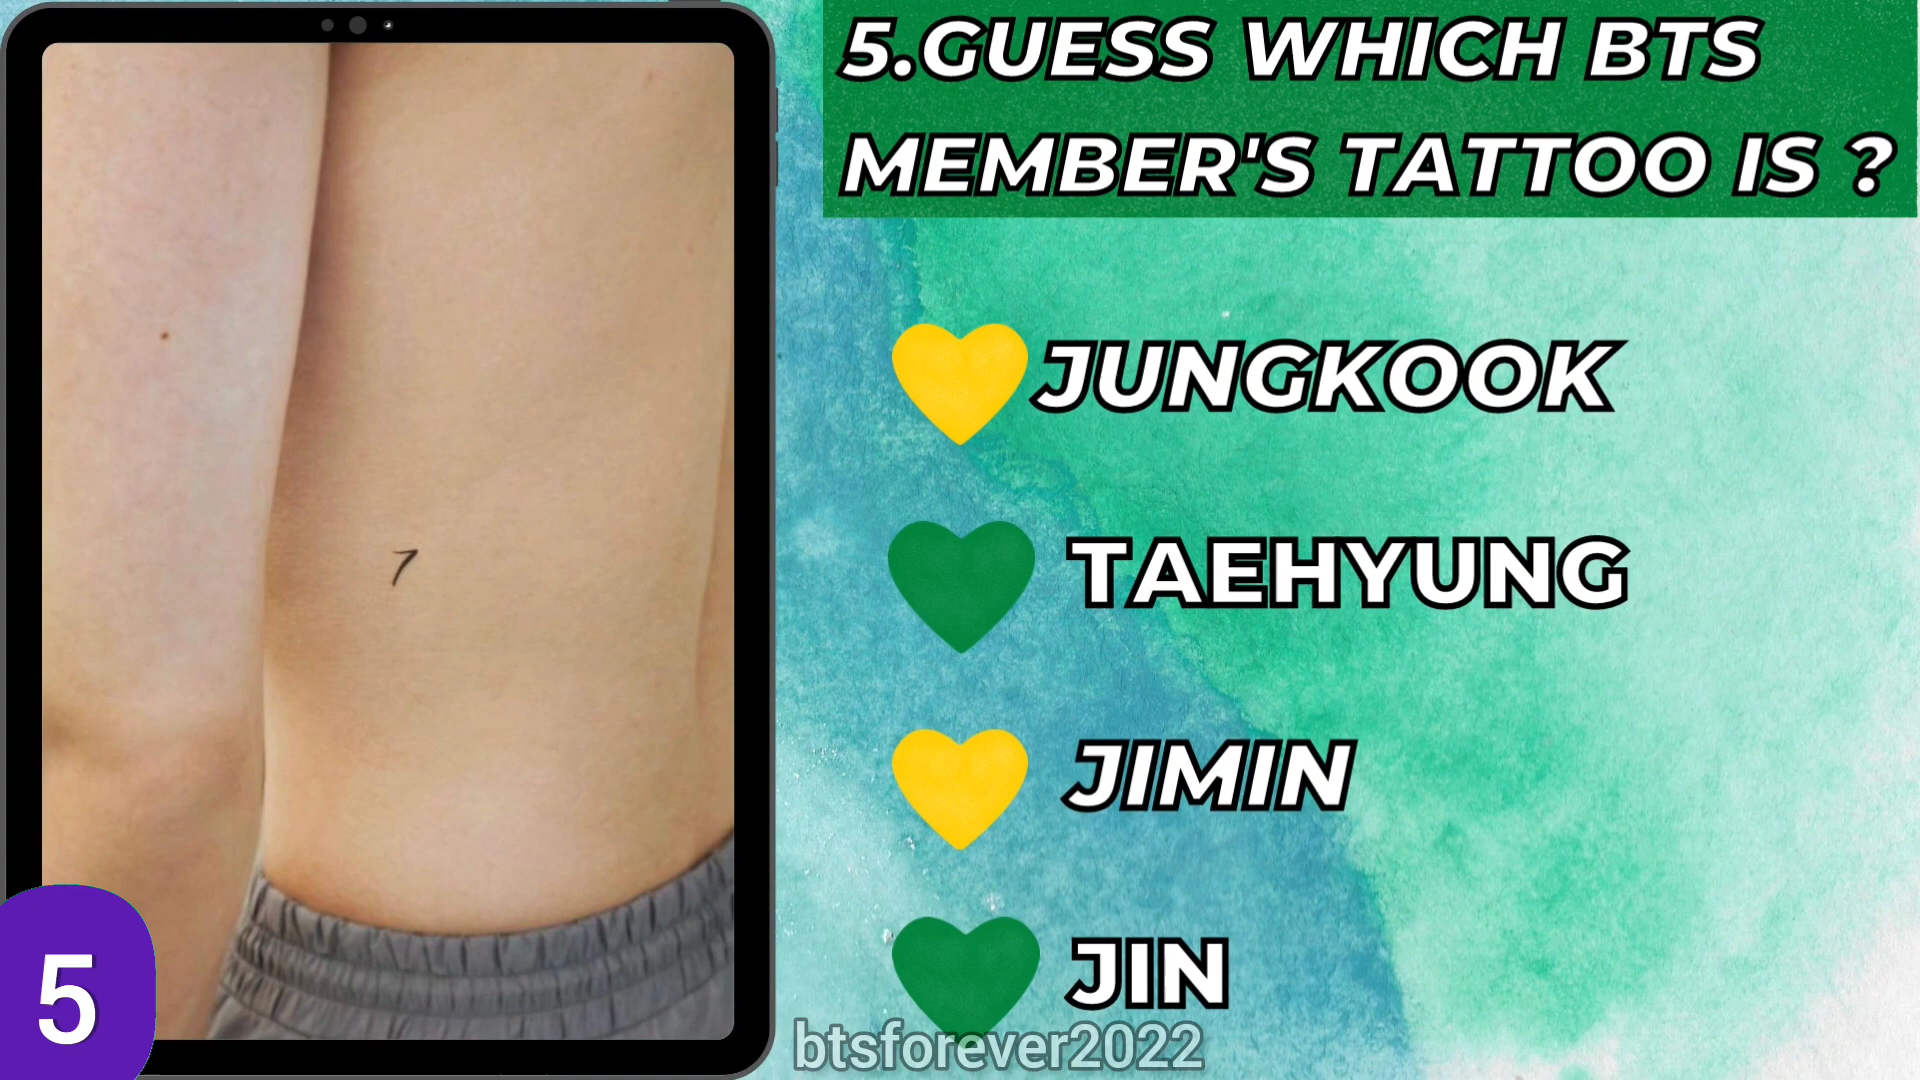 5.GUESS WHICH BTS
MEMBER'S TATTOO IS ?
7
JUNGKOOK
TAEHYUNG
JIMIN
JIN
5
btsforever2022